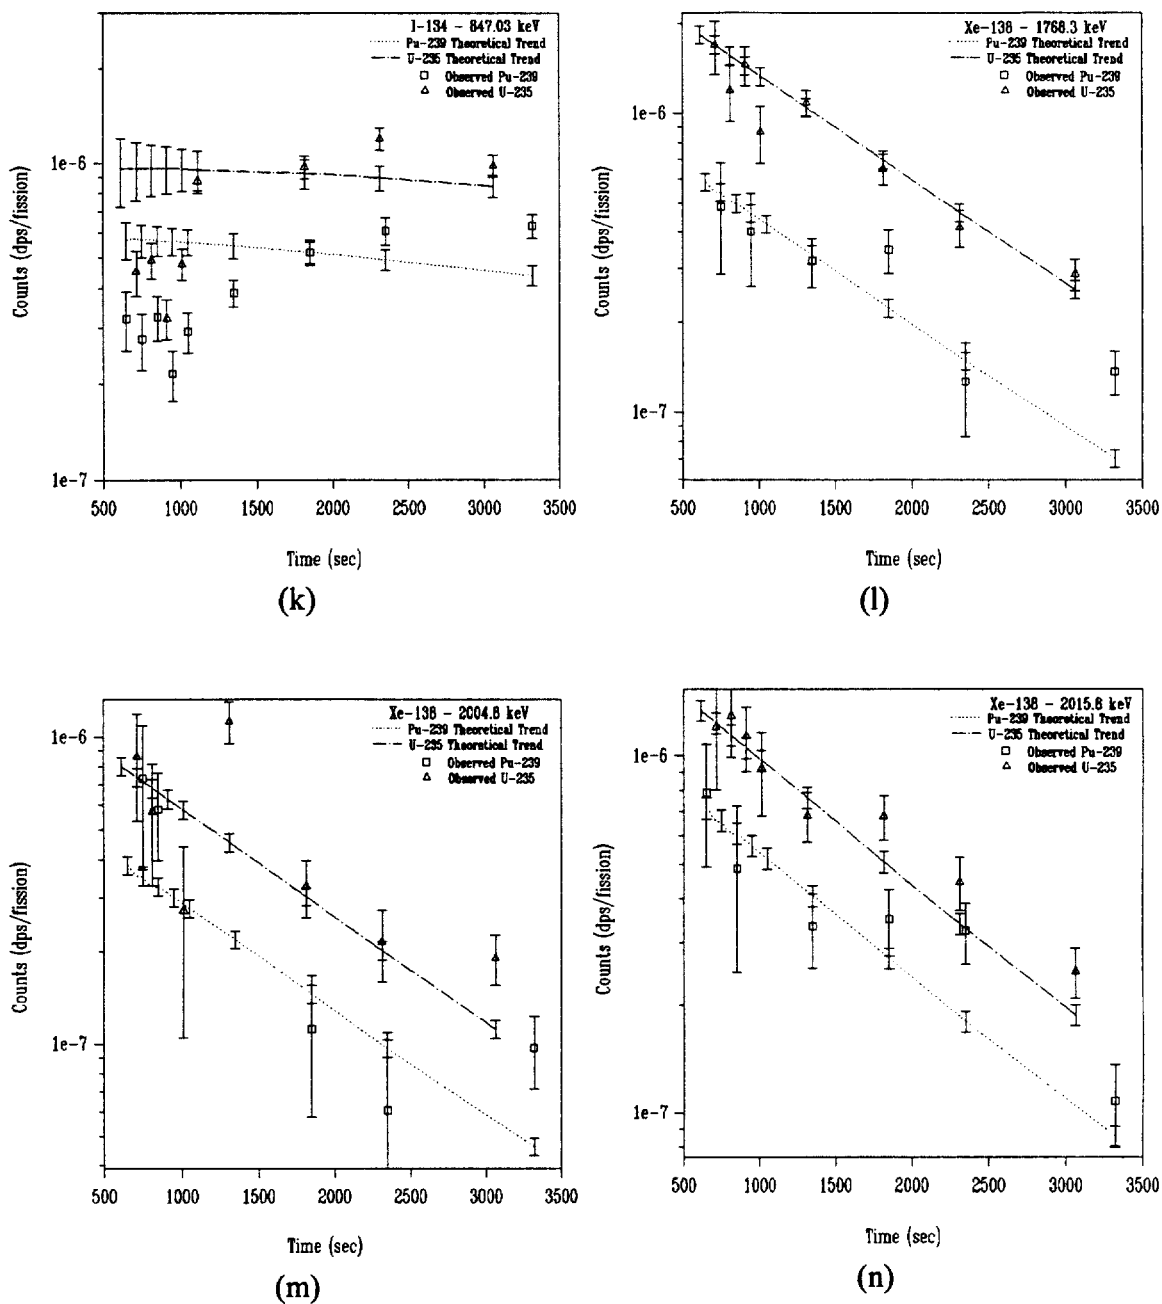 I-134 - 847.03 keV
Pu-239 Theoretical Trend
U-235 Theoretical Trend
Observed Pu-239
Observed U-235
Counts (dps/fission)
1e-6
1e-7
500 1000 1500 2000 2500 3000 3500
Time (sec)
(k)
Xe-138 - 1768.3 keV
Pu-239 Theoretical Trend
U-235 Theoretical Trend
Observed Pu-239
Observed U-235
Counts (dps/fission)
1e-6
1e-7
500 1000 1500 2000 2500 3000 3500
Time (sec)
(l)
Xe-138 - 2004.8 keV
Pu-239 Theoretical Trend
U-235 Theoretical Trend
Observed Pu-239
Observed U-235
Counts (dps/fission)
1e-6
1e-7
500 1000 1500 2000 2500 3000 3500
Time (sec)
(m)
Xe-138 - 2015.8 keV
Pu-239 Theoretical Trend
U-235 Theoretical Trend
Observed Pu-239
Observed U-235
Counts (dps/fission)
1e-6
1e-7
500 1000 1500 2000 2500 3000 3500
Time (sec)
(n)